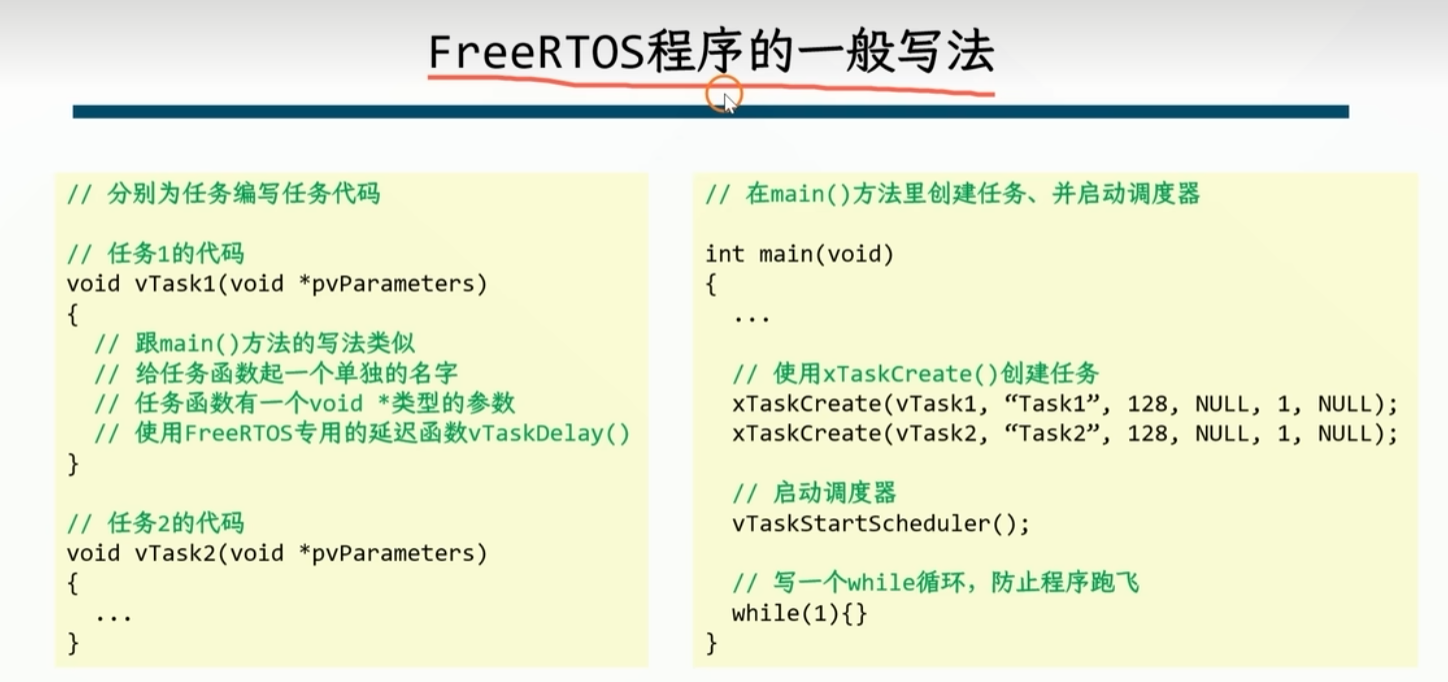 FreeRTOS程序的一般写法
// 分别为任务编写任务代码
// 任务1的代码
void vTask1(void *pvParameters)
{
// 跟main()方法的写法类似
// 给任务函数起一个单独的名字
// 任务函数有一个void *类型的参数
// 使用FreeRTOS专用的延迟函数vTaskDelay()
}
// 任务2的代码
void vTask2(void *pvParameters)
{
...
}
// 在main()方法里创建任务、并启动调度器
int main(void)
{
...
// 使用xTaskCreate()创建任务
xTaskCreate(vTask1, “Task1”, 128, NULL, 1, NULL);
xTaskCreate(vTask2, “Task2”, 128, NULL, 1, NULL);
// 启动调度器
vTaskStartScheduler();
// 写一个while循环，防止程序跑飞
while(1){}
}